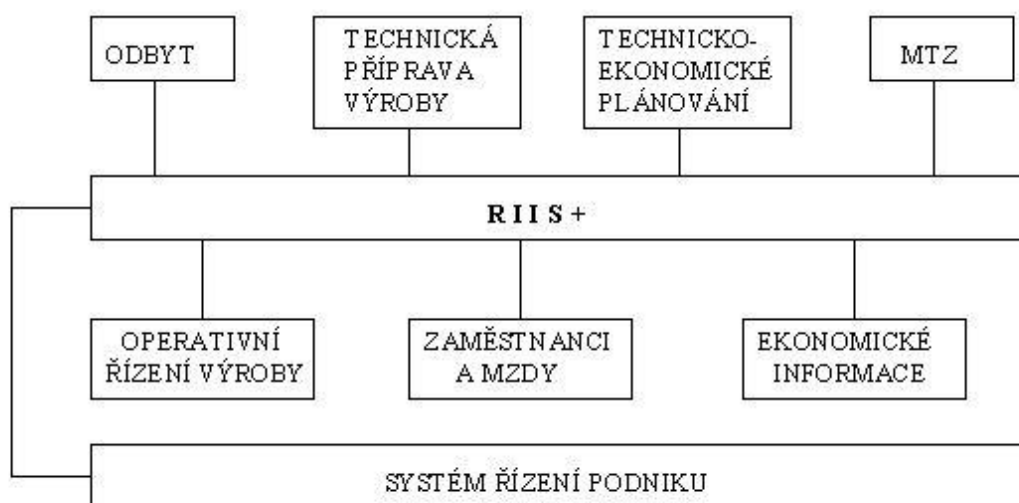 ODBYT
TECHNICKÁ
PŘÍPRAVA
VÝROBY
TECHNICKO-
EKONOMICKÉ
PLÁNOVÁNÍ
MTZ
RIIS+
OPERATIVNÍ
ŘÍZENÍ VÝROBY
ZAMĚSTNANCI
A MZDY
EKONOMICKÉ
INFORMACE
SYSTÉM ŘÍZENÍ PODNIKU